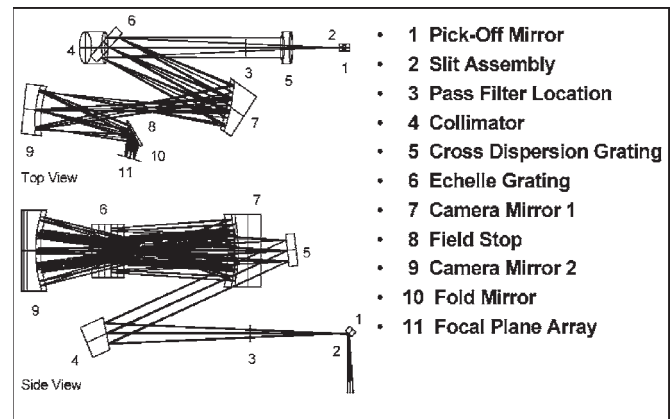 6
4
2
3
5
1
8
7
9
10
11
Top View
6
7
5
9
4
3
2
1
Side View
• 1 Pick-Off Mirror
• 2 Slit Assembly
• 3 Pass Filter Location
• 4 Collimator
• 5 Cross Dispersion Grating
• 6 Echelle Grating
• 7 Camera Mirror 1
• 8 Field Stop
• 9 Camera Mirror 2
• 10 Fold Mirror
• 11 Focal Plane Array